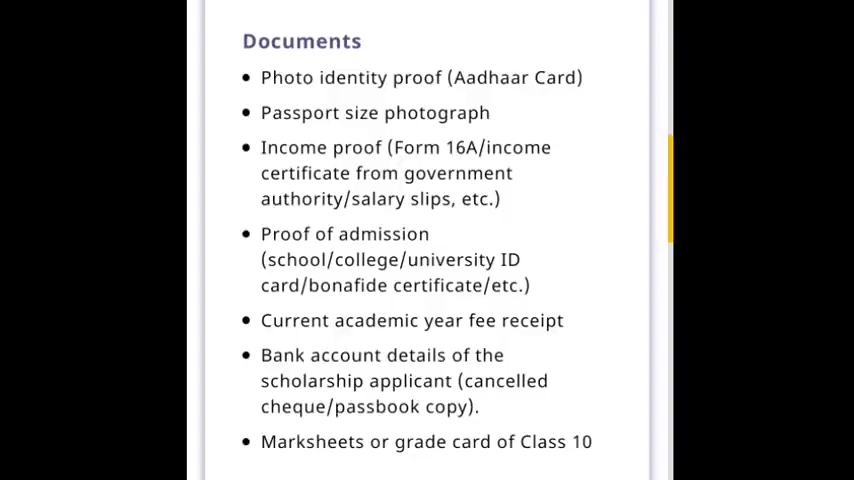 Documents
• Photo identity proof (Aadhaar Card)
• Passport size photograph
• Income proof (Form 16A/income
certificate from government
authority/salary slips, etc.)
• Proof of admission
(school/college/university ID
card/bonafide certificate/etc.)
• Current academic year fee receipt
• Bank account details of the
scholarship applicant (cancelled
cheque/passbook copy).
• Marksheets or grade card of Class 10